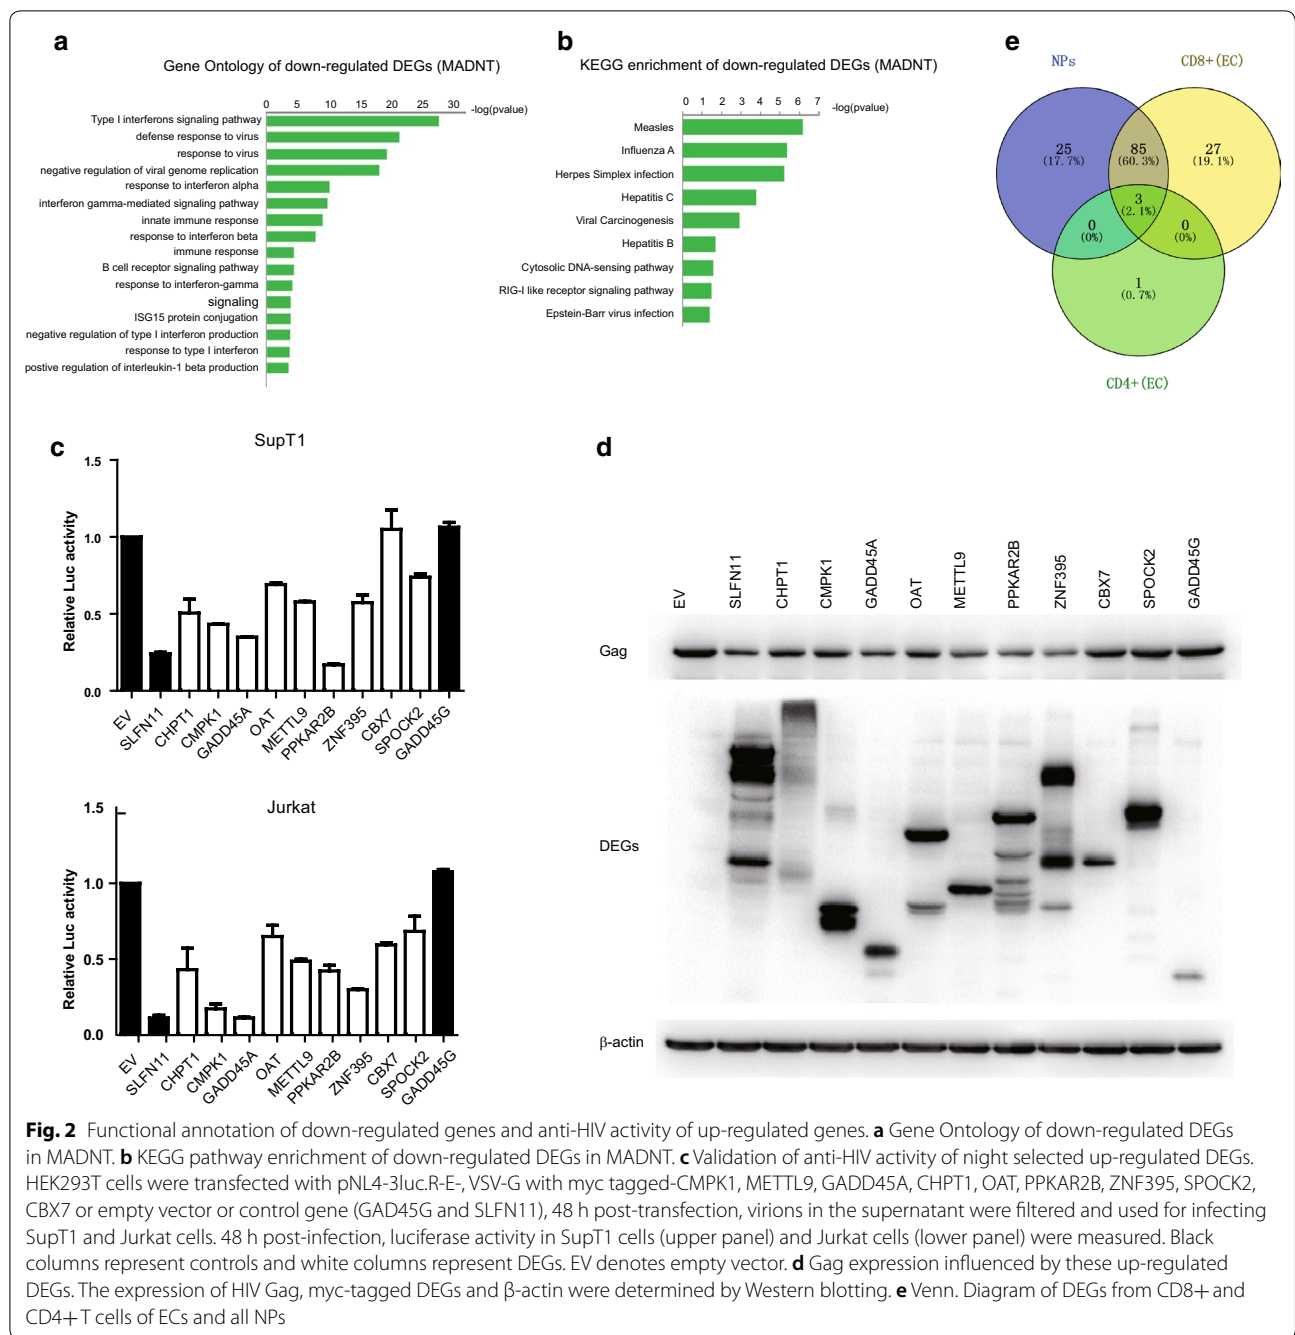 a
Gene Ontology of down-regulated DEGs (MADNT)
0 5 10 15 20 25 30 -log(pvalue)
Type I interferons signaling pathway
defense response to virus
response to virus
negative regulation of viral genome replication
response to interferon alpha
interferon gamma-mediated signaling pathway
innate immune response
response to interferon beta
immune response
B cell receptor signaling pathway
response to interferon-gamma
signaling
ISG15 protein conjugation
negative regulation of type I interferon production
response to type I interferon
postive regulation of interleukin-1 beta production
b
KEGG enrichment of down-regulated DEGs (MADNT)
0 1 2 3 4 5 6 7 -log(pvalue)
Measles
Influenza A
Herpes Simplex infection
Hepatitis C
Viral Carcinogenesis
Hepatitis B
Cytosolic DNA-sensing pathway
RIG-I like receptor signaling pathway
Epstein-Barr virus infection
e
NPs
CD8+(EC)
25
(17.7%)
85
(60.3%)
27
(19.1%)
3
(2.1%)
0
(0%)
0
(0%)
1
(0.7%)
CD4+(EC)
c
SupT1
Relative Luc activity
1.5
1.0
0.5
0.0
EV
SLFN11
CHPT1
CMPK1
GADD45A
OAT
METTL9
PPKAR2B
ZNF395
CBX7
SPOCK2
GADD45G
Jurkat
Relative Luc activity
1.5
1.0
0.5
0.0
EV
SLFN11
CHPT1
CMPK1
GADD45A
OAT
METTL9
PPKAR2B
ZNF395
CBX7
SPOCK2
GADD45G
d
EV
SLFN11
CHPT1
CMPK1
GADD45A
OAT
METTL9
PPKAR2B
ZNF395
CBX7
SPOCK2
GADD45G
Gag
DEGs
β-actin
Fig. 2 Functional annotation of down-regulated genes and anti-HIV activity of up-regulated genes. a Gene Ontology of down-regulated DEGs
in MADNT. b KEGG pathway enrichment of down-regulated DEGs in MADNT. c Validation of anti-HIV activity of night selected up-regulated DEGs.
HEK293T cells were transfected with pNL4-3luc.R-E-, VSV-G with myc tagged-CMPK1, METTL9, GADD45A, CHPT1, OAT, PPKAR2B, ZNF395, SPOCK2,
CBX7 or empty vector or control gene (GAD45G and SLFN11), 48 h post-transfection, virions in the supernatant were filtered and used for infecting
SupT1 and Jurkat cells. 48 h post-infection, luciferase activity in SupT1 cells (upper panel) and Jurkat cells (lower panel) were measured. Black
columns represent controls and white columns represent DEGs. EV denotes empty vector. d Gag expression influenced by these up-regulated
DEGs. The expression of HIV Gag, myc-tagged DEGs and β-actin were determined by Western blotting. e Venn. Diagram of DEGs from CD8+ and
CD4+ T cells of ECs and all NPs